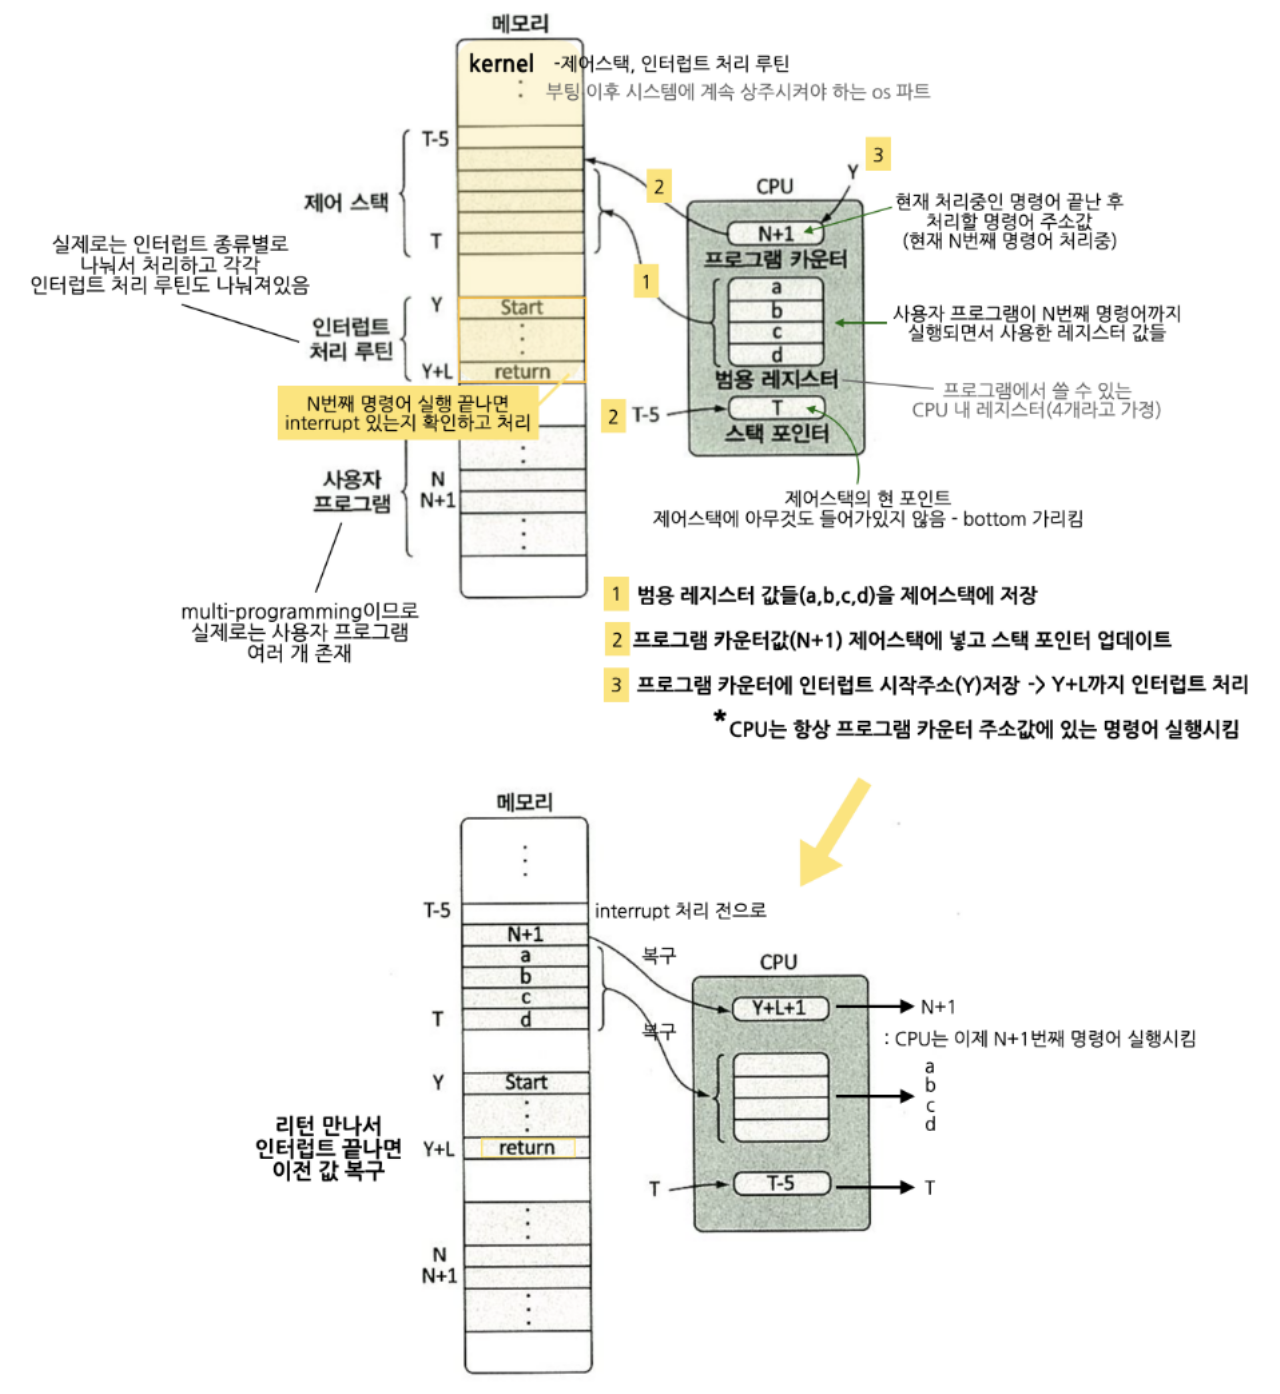 메모리
kernel
-제어스택, 인터럽트 처리 루틴
부팅 이후 시스템에 계속 상주시켜야 하는 os 파트
T-5
제어 스택
T
실제로는 인터럽트 종류별로
나눠서 처리하고 각각
인터럽트 처리 루틴도 나눠져있음
Y
Start
인터럽트
처리 루틴
Y+L
return
N번째 명령어 실행 끝나면
interrupt 있는지 확인하고 처리
사용자
프로그램
N
N+1
multi-programming이므로
실제로는 사용자 프로그램
여러 개 존재
2
1
Y
3
CPU
N+1
프로그램 카운터
a
b
c
d
범용 레지스터
2
T-5
T
스택 포인터
현재 처리중인 명령어 끝난 후
처리할 명령어 주소값
(현재 N번째 명령어 처리중)
사용자 프로그램이 N번째 명령어까지
실행되면서 사용한 레지스터 값들
프로그램에서 쓸 수 있는
CPU 내 레지스터(4개라고 가정)
제어스택의 현 포인트
제어스택에 아무것도 들어가있지 않음 - bottom 가리킴
1 범용 레지스터 값들(a,b,c,d)을 제어스택에 저장
2 프로그램 카운터값(N+1) 제어스택에 넣고 스택 포인터 업데이트
3 프로그램 카운터에 인터럽트 시작주소(Y)저장 -> Y+L까지 인터럽트 처리
*CPU는 항상 프로그램 카운터 주소값에 있는 명령어 실행시킴
메모리
T-5
interrupt 처리 전으로
N+1
a
b
c
T
d
Y
Start
리턴 만나서
인터럽트 끝나면
이전 값 복구
Y+L
return
N
N+1
복구
복구
CPU
Y+L+1
N+1
: CPU는 이제 N+1번째 명령어 실행시킴
a
b
c
d
T
T-5
T